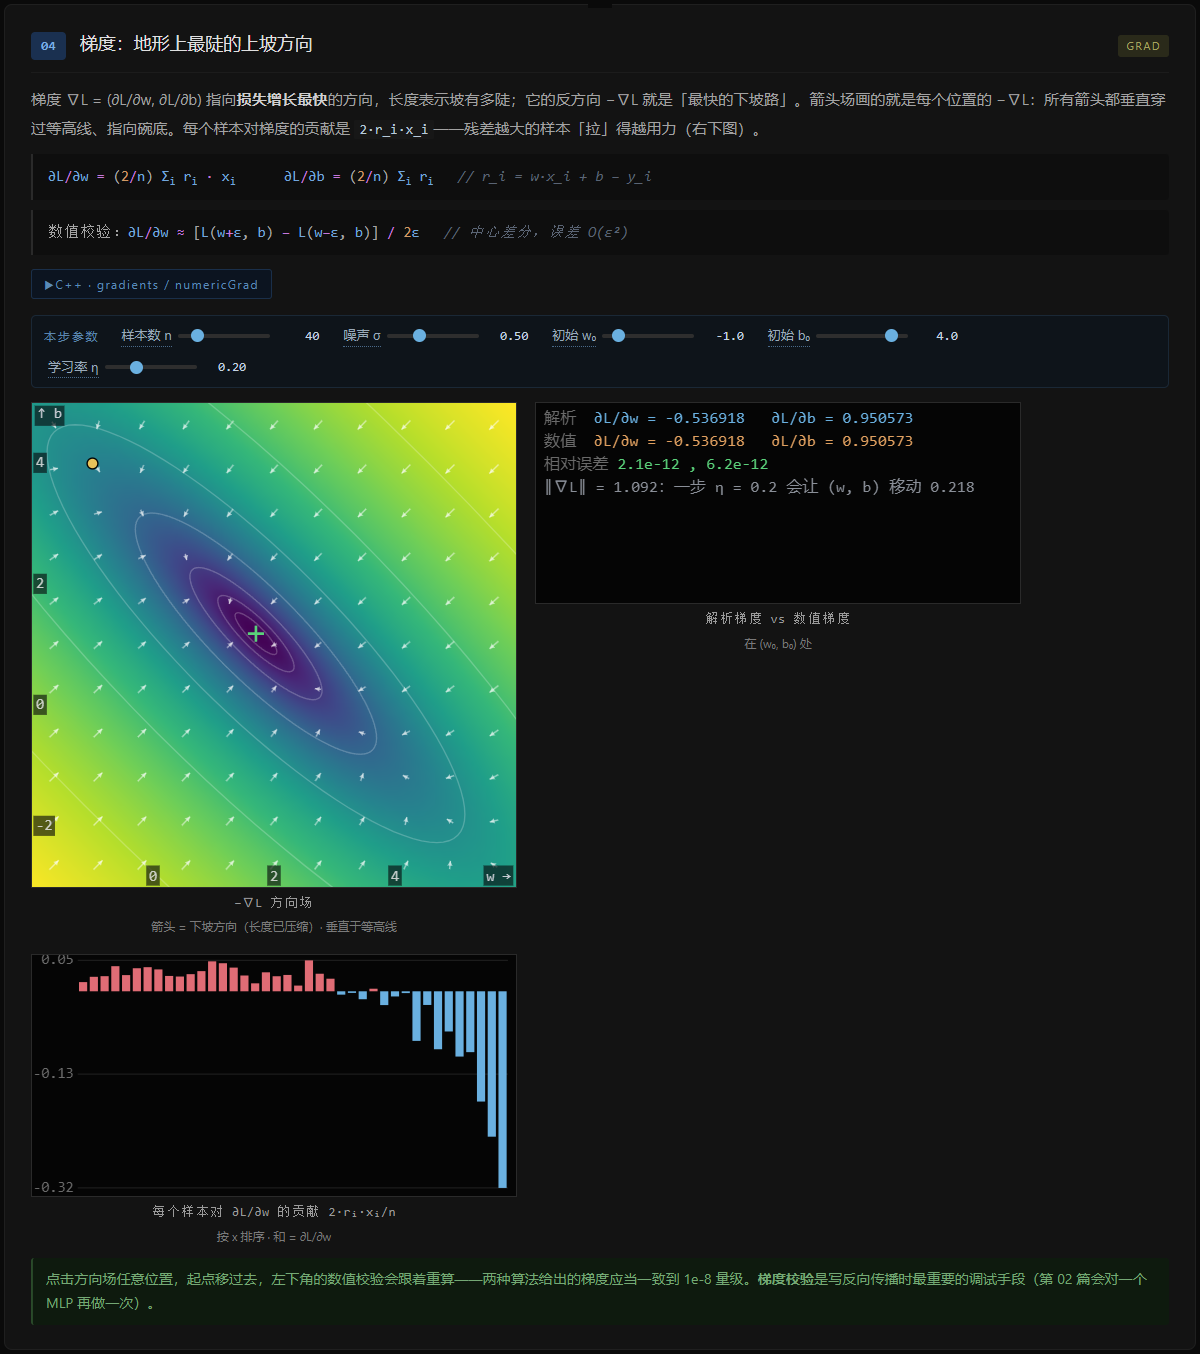 04 梯度：地形上最陡的上坡方向 GRAD
梯度 ∇L = (∂L/∂w, ∂L/∂b) 指向损失增长最快的方向，长度表示坡有多陡；它的反方向 −∇L 就是「最快的下坡路」。箭头场画的就是每个位置的 −∇L：所有箭头都垂直穿
过等高线、指向碗底。每个样本对梯度的贡献是 2·r_i·x_i ——残差越大的样本「拉」得越用力（右下图）。
∂L/∂w = (2/n) Σᵢ rᵢ · xᵢ ∂L/∂b = (2/n) Σᵢ rᵢ // r_i = w·x_i + b − y_i
数值校验：∂L/∂w ≈ [L(w+ε, b) − L(w−ε, b)] / 2ε // 中心差分，误差 O(ε²)
▶C++ · gradients / numericGrad
本步参数 样本数 n 40 噪声 σ 0.50 初始 w₀ -1.0 初始 b₀ 4.0
学习率 η 0.20
↑ b
4
2
0
-2
0 2 4 w →
−∇L 方向场
箭头 = 下坡方向（长度已压缩）· 垂直于等高线
解析 ∂L/∂w = -0.536918 ∂L/∂b = 0.950573
数值 ∂L/∂w = -0.536918 ∂L/∂b = 0.950573
相对误差 2.1e-12 , 6.2e-12
‖∇L‖ = 1.092：一步 η = 0.2 会让 (w, b) 移动 0.218
解析梯度 vs 数值梯度
在 (w₀, b₀) 处
0.05
-0.13
-0.32
每个样本对 ∂L/∂w 的贡献 2·rᵢ·xᵢ/n
按 x 排序 · 和 = ∂L/∂w
点击方向场任意位置，起点移过去，左下角的数值校验会跟着重算——两种算法给出的梯度应当一致到 1e-8 量级。梯度校验是写反向传播时最重要的调试手段（第 02 篇会对一个
MLP 再做一次）。